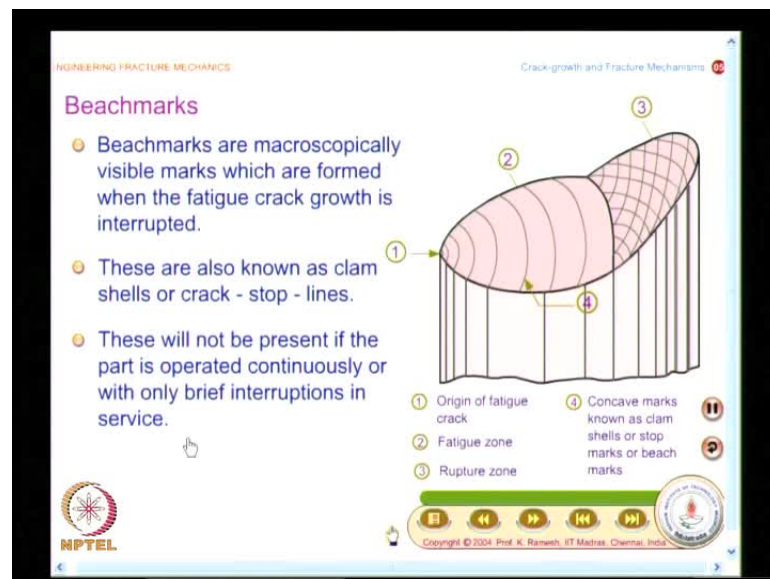 NGINEERING FRACTURE MECHANICS
Crack-growth and Fracture Mechanisms 05
Beachmarks
Beachmarks are macroscopically
visible marks which are formed
when the fatigue crack growth is
interrupted.
These are also known as clam
shells or crack - stop - lines.
These will not be present if the
part is operated continuously or
with only brief interruptions in
service.
3
2
1
4
1 Origin of fatigue
crack
2 Fatigue zone
3 Rupture zone
4 Concave marks
known as clam
shells or stop
marks or beach
marks
NPTEL
Copyright © 2004 Prof. K. Ramesh, IIT Madras, Chennai, India